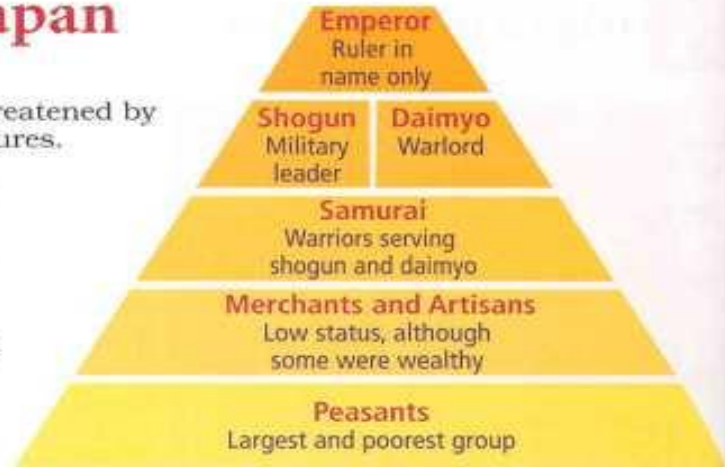 apan
reatened by
ures.
Emperor
Ruler in
name only
Shogun
Military
leader
Daimyo
Warlord
Samurai
Warriors serving
shogun and daimyo
Merchants and Artisans
Low status, although
some were wealthy
Peasants
Largest and poorest group